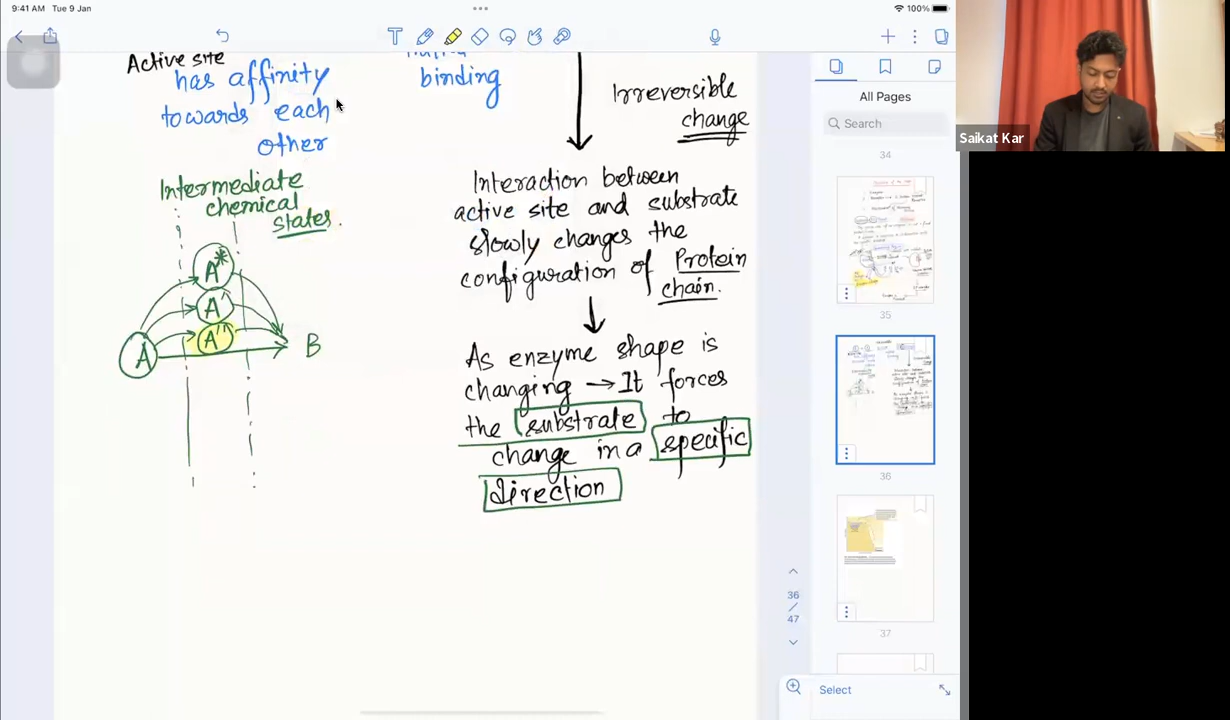 9:41 AM Tue 9 Jan
100%
Active site
has affinity
towards each
other
binding
Irreversible
change
Intermediate
chemical
states.
A*
A'
A"
A
B
Interaction between
active site and substrate
slowly changes the
configuration of Protein
chain.
As enzyme shape is
changing → It forces
the substrate to
change in a specific
direction
T
All Pages
Search
34
35
36
37
36
/
47
Select
Saikat Kar